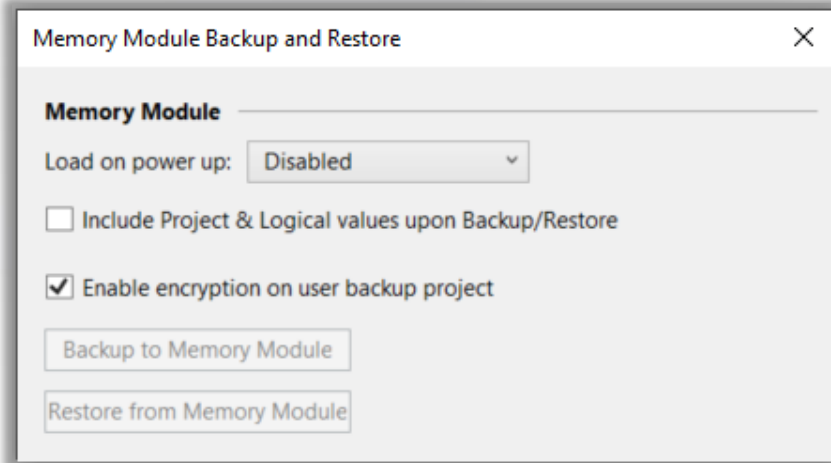 Memory Module Backup and Restore
Memory Module
Load on power up: Disabled
Include Project & Logical values upon Backup/Restore
Enable encryption on user backup project
Backup to Memory Module
Restore from Memory Module